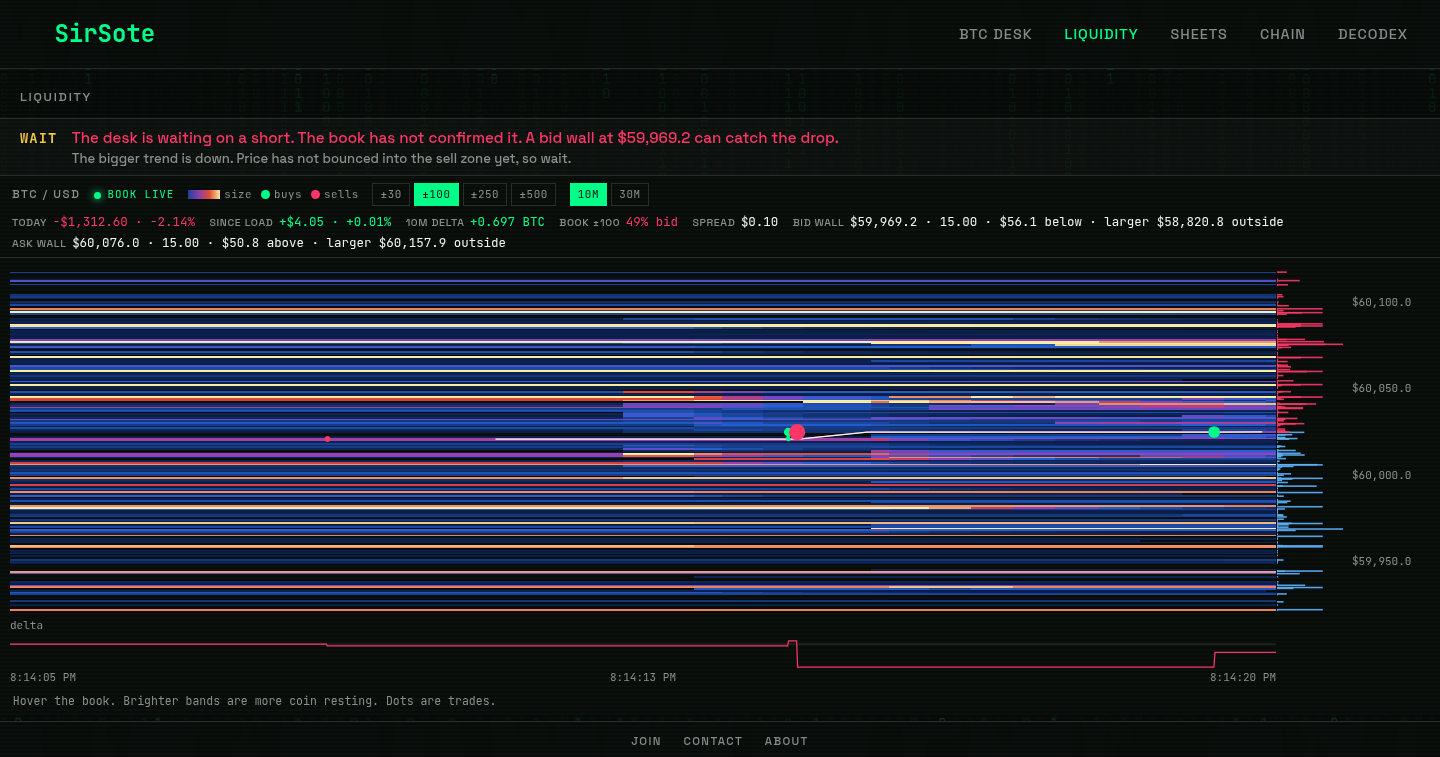 SirSote
BTC DESK LIQUIDITY SHEETS CHAIN DECODEX
LIQUIDITY
WAIT The desk is waiting on a short. The book has not confirmed it. A bid wall at $59,969.2 can catch the drop.
The bigger trend is down. Price has not bounced into the sell zone yet, so wait.
BTC / USD BOOK LIVE size buys sells ±30 ±100 ±250 ±500 10M 30M
TODAY -$1,312.60 · -2.14% SINCE LOAD +$4.05 · +0.01% 10M DELTA +0.697 BTC BOOK ±100 49% bid SPREAD $0.10 BID WALL $59,969.2 · 15.00 · $56.1 below · larger $58,820.8 outside
ASK WALL $60,076.0 · 15.00 · $50.8 above · larger $60,157.9 outside
$60,100.0
$60,050.0
$60,000.0
$59,950.0
delta
8:14:05 PM 8:14:13 PM 8:14:20 PM
Hover the book. Brighter bands are more coin resting. Dots are trades.
JOIN CONTACT ABOUT